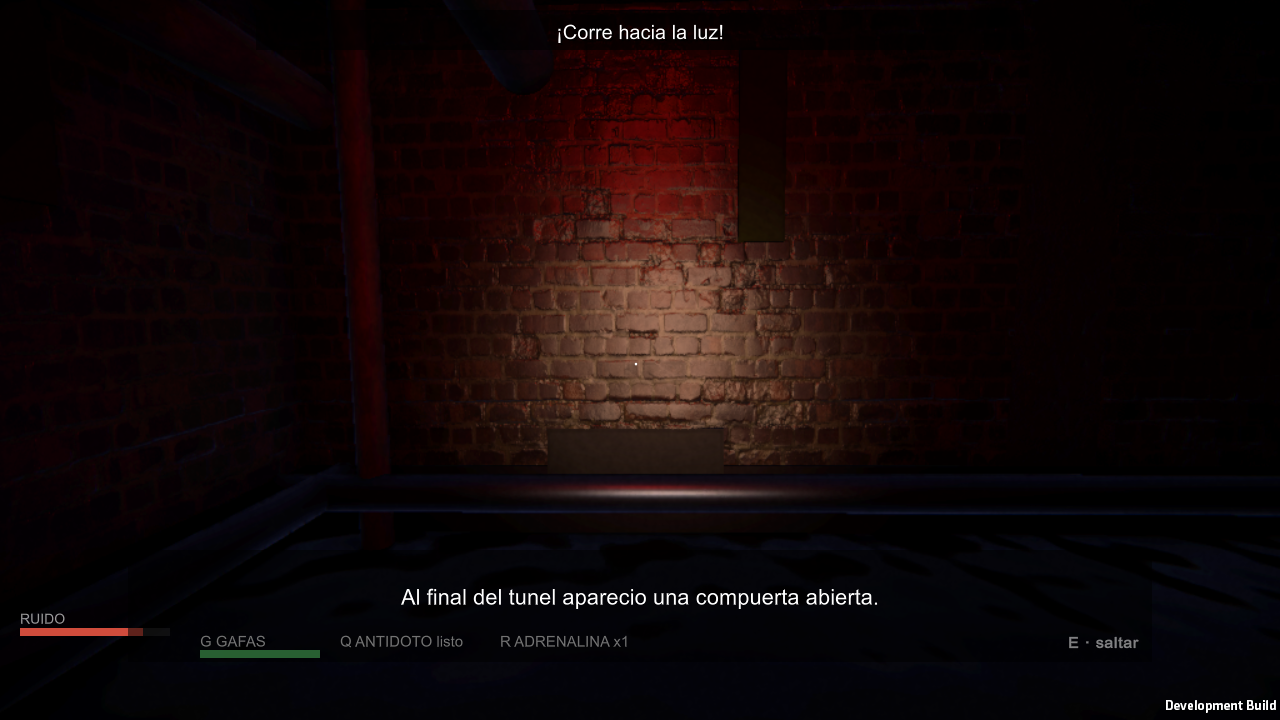 ¡Corre hacia la luz!
Al final del tunel aparecio una compuerta abierta.
RUIDO
G GAFAS
Q ANTIDOTO listo
R ADRENALINA x1
E · saltar
Development Build